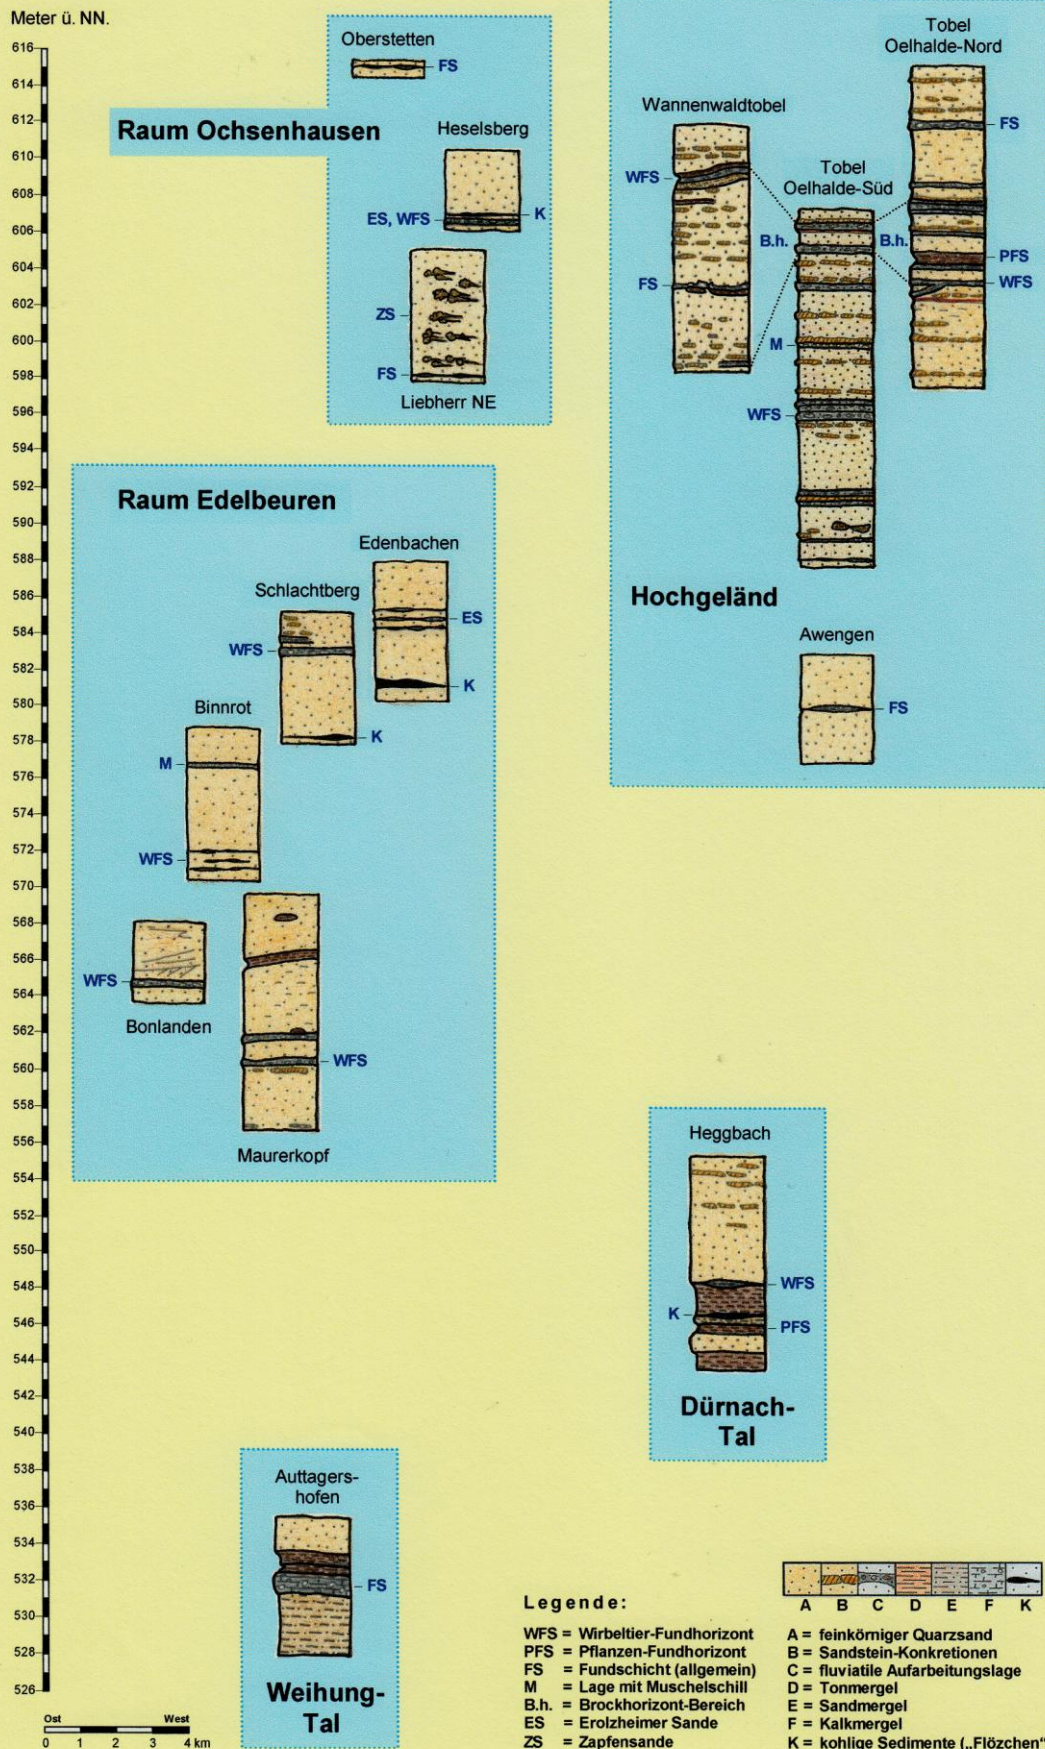 Meter ü. NN.
616
614
612
610
608
606
604
602
600
598
596
594
592
590
588
586
584
582
580
578
576
574
572
570
568
566
564
562
560
558
556
554
552
550
548
546
544
542
540
538
536
534
532
530
528
526
Raum Ochsenhausen
Oberstetten
FS
Heselsberg
K
ES, WFS
ZS
FS
Liebherr NE
Tobel
Oelhalde-Nord
FS
PFS
WFS
Wannenwaldtobel
WFS
FS
Tobel
Oelhalde-Süd
B.h.
B.h.
M
WFS
Hochgeländ
Awengen
FS
Raum Edelbeuren
Edenbachen
ES
K
Schlachtberg
WFS
K
Binnrot
M
WFS
WFS
Bonlanden
WFS
Maurerkopf
Heggbach
WFS
K
PFS
Dürnach-
Tal
Auttagers-
hofen
FS
Weihung-
Tal
Ost West
0 1 2 3 4 km
Legende:
WFS = Wirbeltier-Fundhorizont
PFS = Pflanzen-Fundhorizont
FS = Fundschicht (allgemein)
M = Lage mit Muschelschill
B.h. = Brockhorizont-Bereich
ES = Erolzheimer Sande
ZS = Zapfensande
A B C D E F K
A = feinkörniger Quarzsand
B = Sandstein-Konkretionen
C = fluviatile Aufarbeitungslage
D = Tonmergel
E = Sandmergel
F = Kalkmergel
K = kohlige Sedimente („Flözchen“